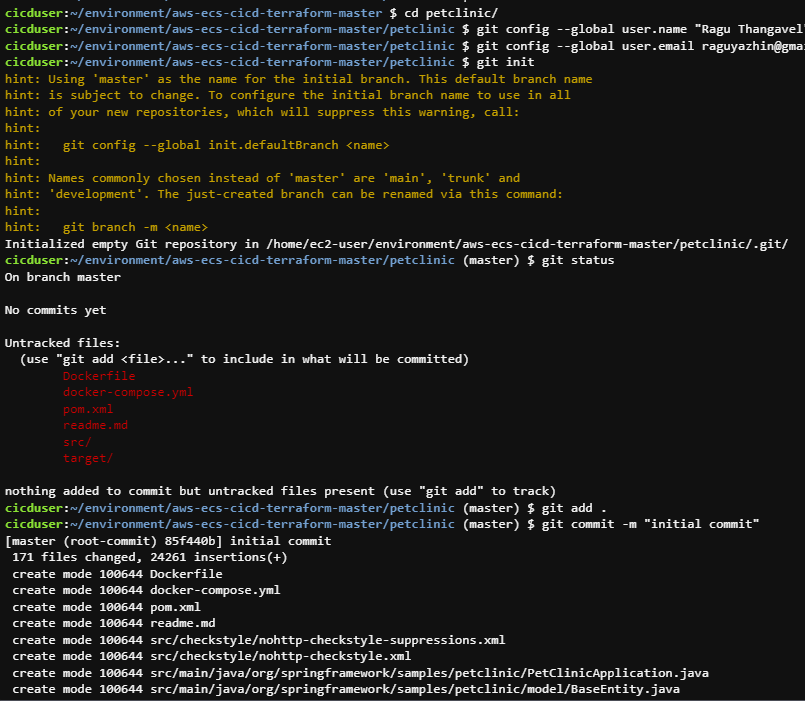 cicduser:~/environment/aws-ecs-cicd-terraform-master $ cd petclinic/
cicduser:~/environment/aws-ecs-cicd-terraform-master/petclinic $ git config --global user.name "Ragu Thangavel"
cicduser:~/environment/aws-ecs-cicd-terraform-master/petclinic $ git config --global user.email raguyazhin@gma
cicduser:~/environment/aws-ecs-cicd-terraform-master/petclinic $ git init
hint: Using 'master' as the name for the initial branch. This default branch name
hint: is subject to change. To configure the initial branch name to use in all
hint: of your new repositories, which will suppress this warning, call:
hint:
hint:   git config --global init.defaultBranch <name>
hint:
hint: Names commonly chosen instead of 'master' are 'main', 'trunk' and
hint: 'development'. The just-created branch can be renamed via this command:
hint:
hint:   git branch -m <name>
Initialized empty Git repository in /home/ec2-user/environment/aws-ecs-cicd-terraform-master/petclinic/.git/
cicduser:~/environment/aws-ecs-cicd-terraform-master/petclinic (master) $ git status
On branch master
No commits yet
Untracked files:
  (use "git add <file>..." to include in what will be committed)
        Dockerfile
        docker-compose.yml
        pom.xml
        readme.md
        src/
        target/
nothing added to commit but untracked files present (use "git add" to track)
cicduser:~/environment/aws-ecs-cicd-terraform-master/petclinic (master) $ git add .
cicduser:~/environment/aws-ecs-cicd-terraform-master/petclinic (master) $ git commit -m "initial commit"
[master (root-commit) 85f440b] initial commit
 171 files changed, 24261 insertions(+)
 create mode 100644 Dockerfile
 create mode 100644 docker-compose.yml
 create mode 100644 pom.xml
 create mode 100644 readme.md
 create mode 100644 src/checkstyle/nohttp-checkstyle-suppressions.xml
 create mode 100644 src/checkstyle/nohttp-checkstyle.xml
 create mode 100644 src/main/java/org/springframework/samples/petclinic/PetClinicApplication.java
 create mode 100644 src/main/java/org/springframework/samples/petclinic/model/BaseEntity.java